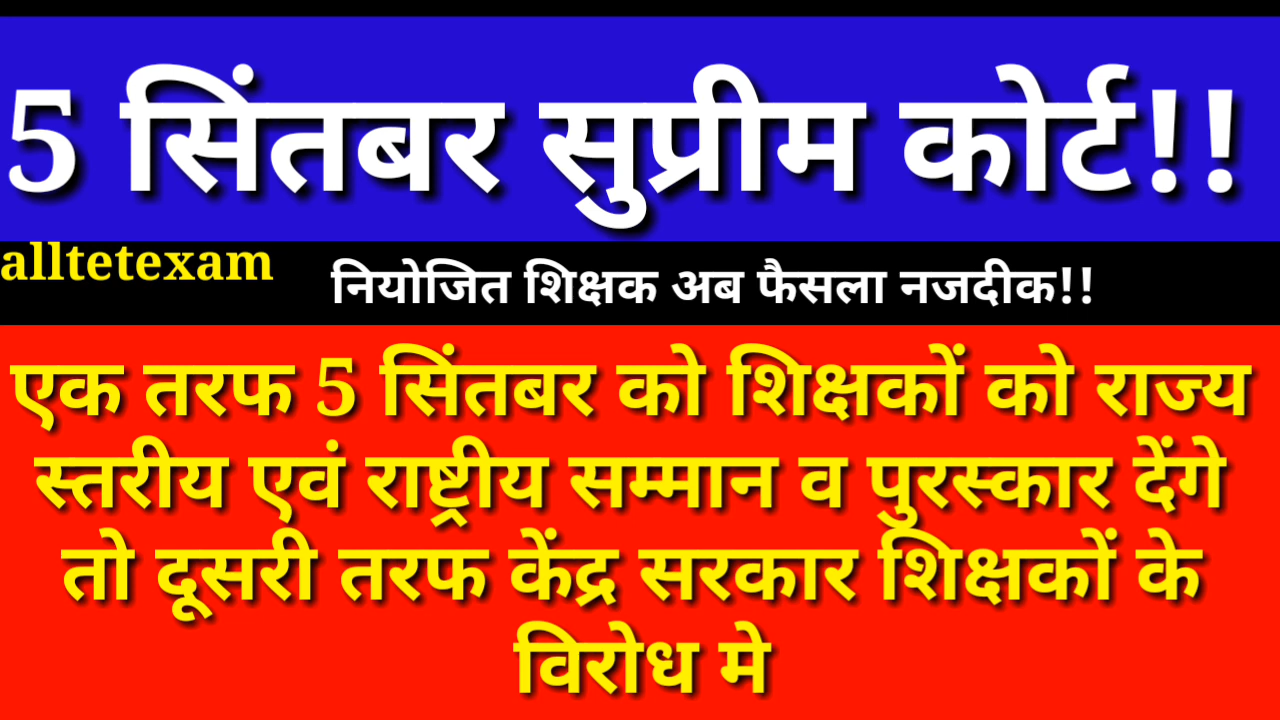 5 सिंतबर सुप्रीम कोर्ट!!
alltetexam
नियोजित शिक्षक अब फैसला नजदीक!!
एक तरफ 5 सिंतबर को शिक्षकों को राज्य
स्तरीय एवं राष्ट्रीय सम्मान व पुरस्कार देंगे
तो दूसरी तरफ केंद्र सरकार शिक्षकों के
विरोध मे